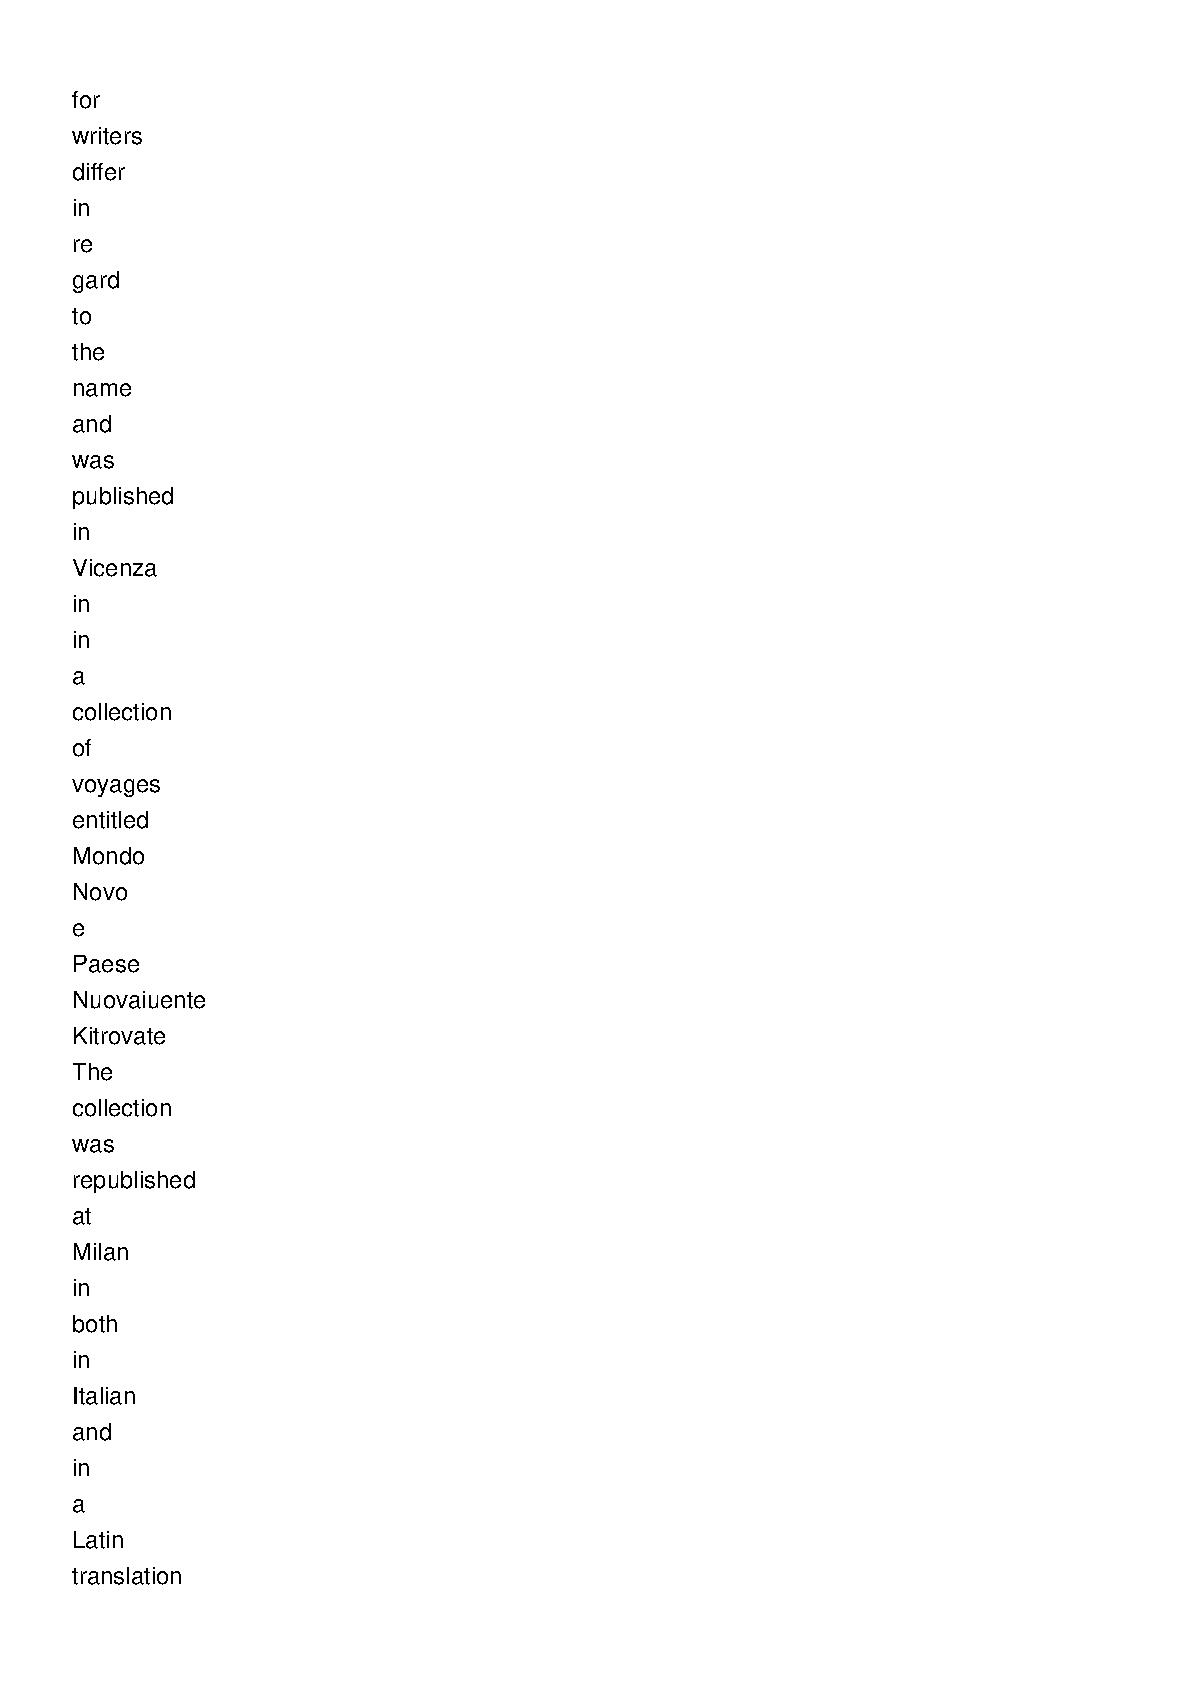 for
writers
differ
in
re
gard
to
the
name
and
was
published
in
Vicenza
in
in
a
collection
of
voyages
entitled
Mondo
Novo
e
Paese
Nuovaiuente
Kitrovate
The
collection
was
republished
at
Milan
in
both
in
Italian
and
in
a
Latin
translation